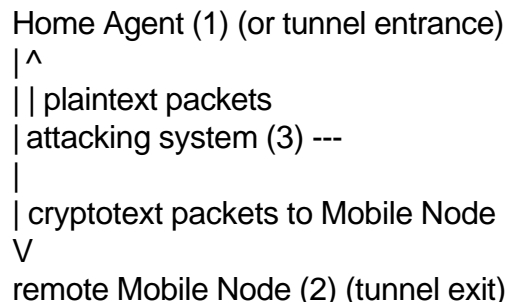 Home Agent (1) (or tunnel entrance)
| ^
| | plaintext packets
| attacking system (3) ---
|
| cryptotext packets to Mobile Node
V
remote Mobile Node (2) (tunnel exit)